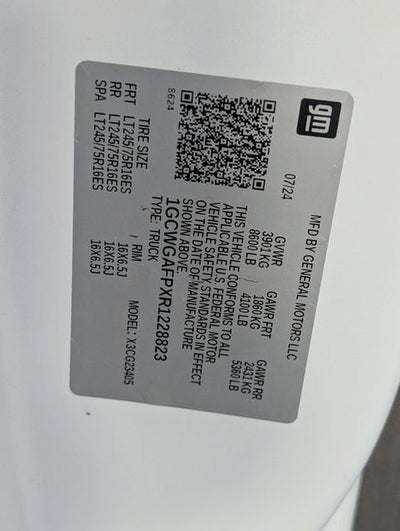 gm
MFD BY GENERAL MOTORS LLC
07/24
GVWR GAWR FRT GAWR RR
3901 KG 1860 KG 2431 KG
8600 LB 4100 LB 5360 LB
THIS VEHICLE CONFORMS TO ALL
APPLICABLE U.S. FEDERAL MOTOR
VEHICLE SAFETY STANDARDS IN EFFECT
ON THE DATE OF MANUFACTURE
SHOWN ABOVE.
1GCWGAFPXR1228823
TYPE: TRUCK MODEL: X3CG23405
8624
TIRE SIZE RIM
FRT LT245/75R16ES 16X6.5J
RR LT245/75R16ES 16X6.5J
SPA LT245/75R16ES 16X6.5J